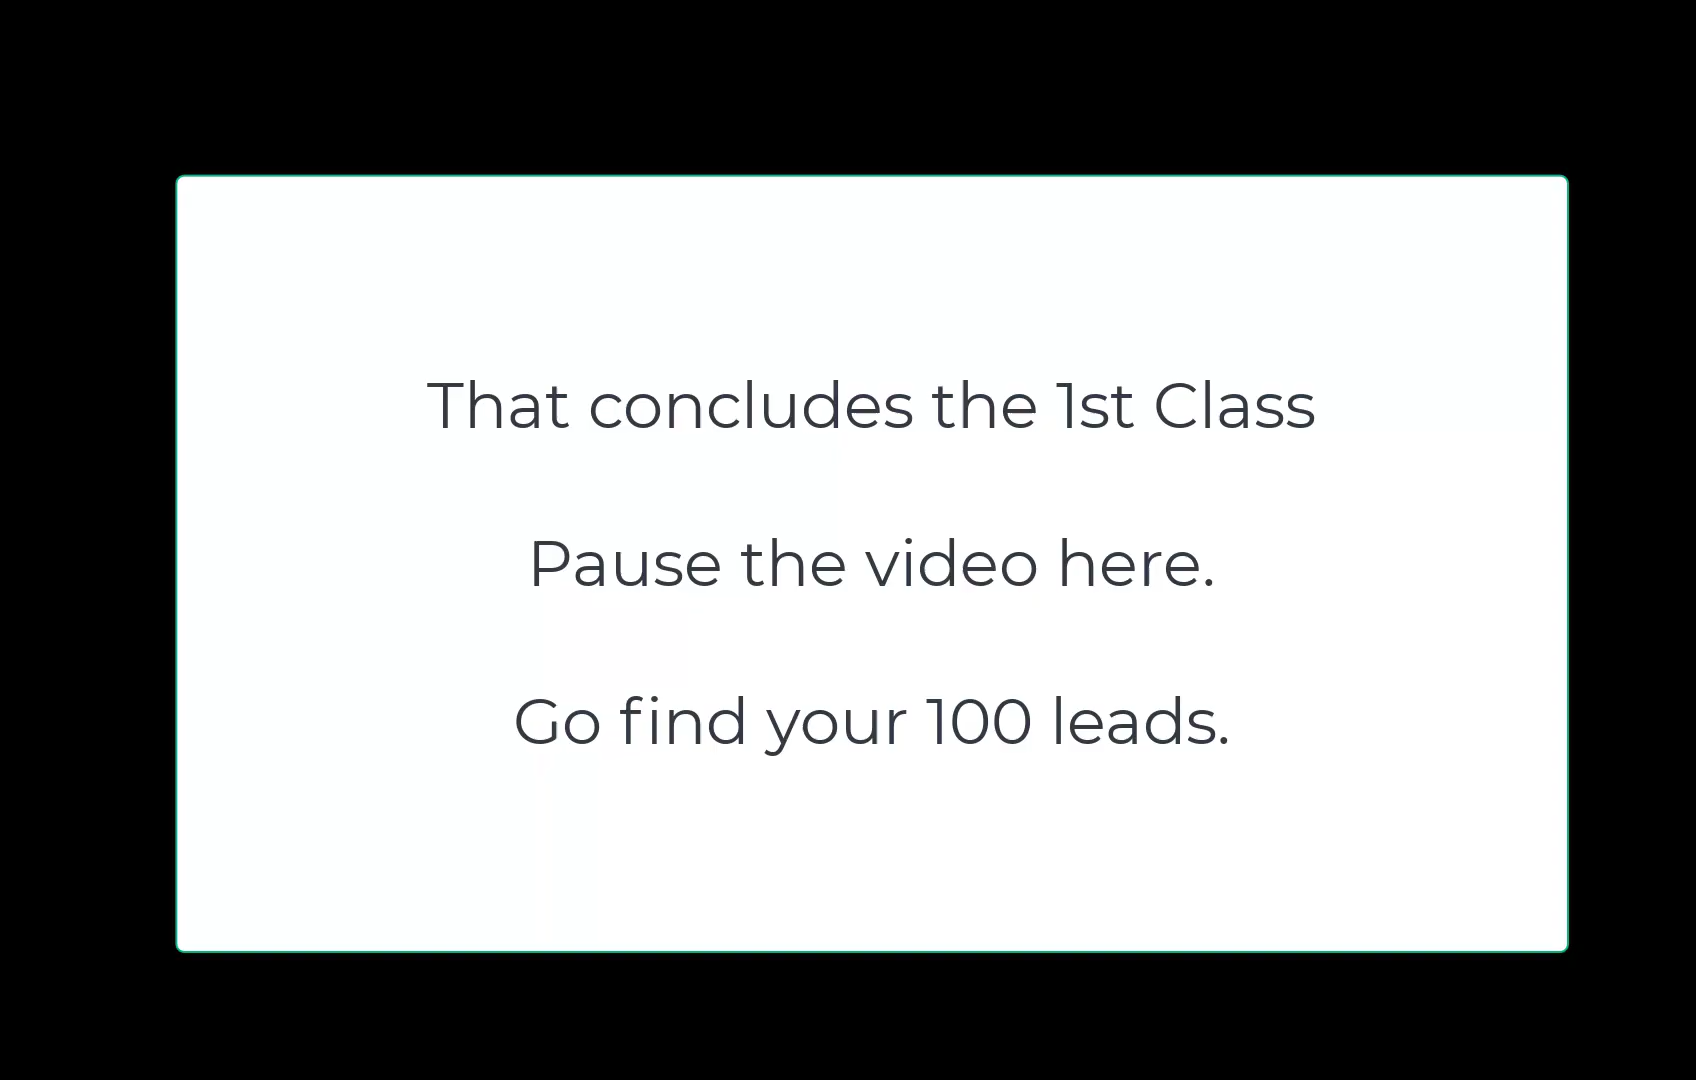 That concludes the 1st Class
Pause the video here.
Go find your 100 leads.